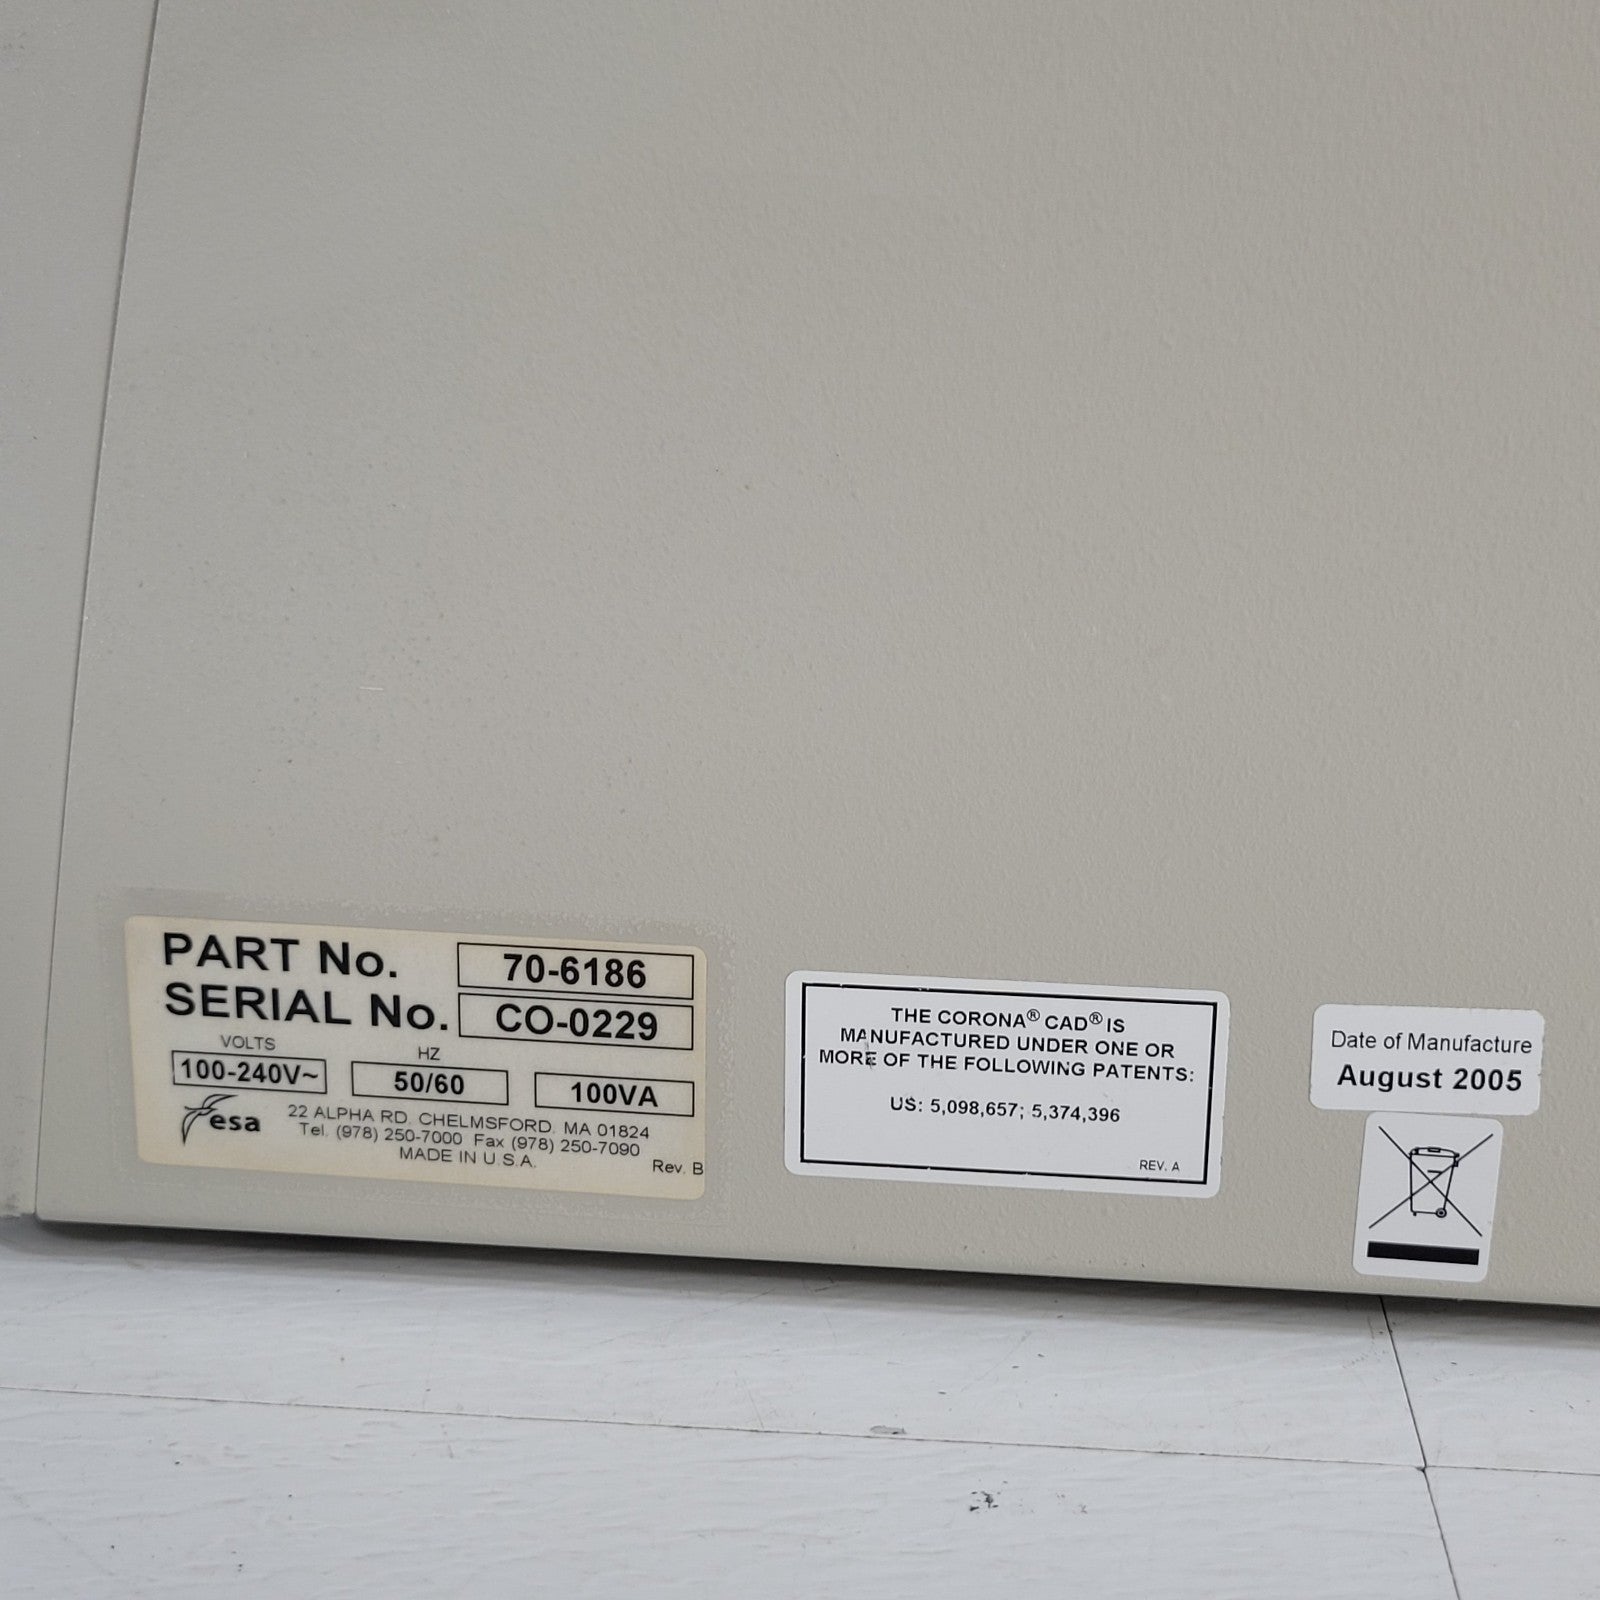 PART No. 70-6186
SERIAL No. CO-0229
VOLTS HZ
100-240V~ 50/60 100VA
esa
22 ALPHA RD. CHELMSFORD. MA 01824
Tel. (978) 250-7000 Fax (978) 250-7090
MADE IN U.S.A.
Rev. B
THE CORONA® CAD® IS
MANUFACTURED UNDER ONE OR
MORE OF THE FOLLOWING PATENTS:
US: 5,098,657; 5,374,396
REV. A
Date of Manufacture
August 2005